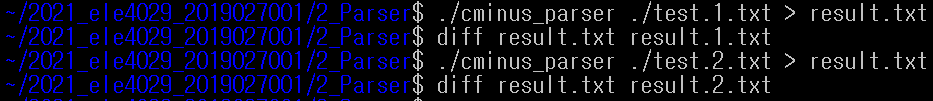 ~/2021_ele4029_2019027001/2_Parser$ ./cminus_parser ./test.1.txt > result.txt
~/2021_ele4029_2019027001/2_Parser$ diff result.txt result.1.txt
~/2021_ele4029_2019027001/2_Parser$ ./cminus_parser ./test.2.txt > result.txt
~/2021_ele4029_2019027001/2_Parser$ diff result.txt result.2.txt